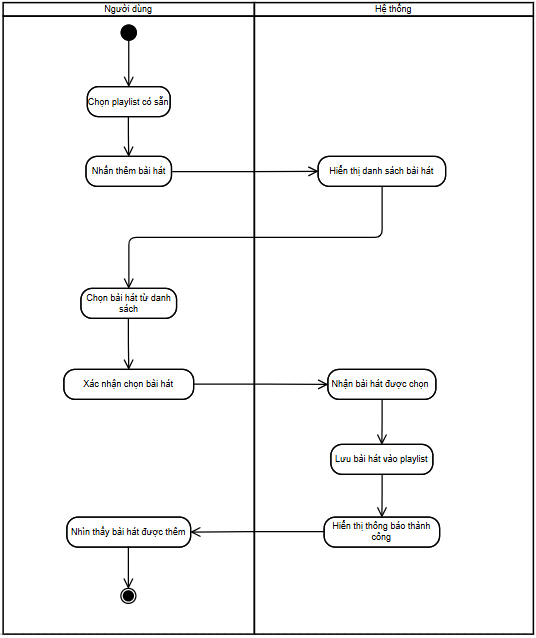 Người dùng
Hệ thống
Chọn playlist có sẵn
Nhấn thêm bài hát
Hiển thị danh sách bài hát
Chọn bài hát từ danh
sách
Xác nhận chọn bài hát
Nhận bài hát được chọn
Lưu bài hát vào playlist
Nhìn thấy bài hát được thêm
Hiển thị thông báo thành
công